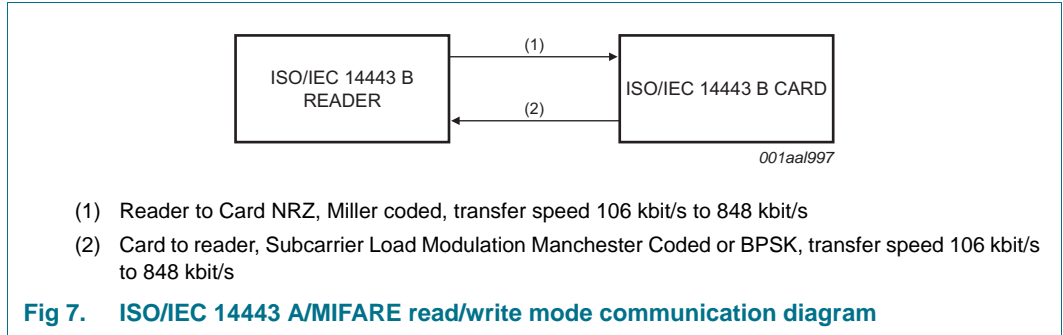 (1)
ISO/IEC 14443 B
READER
ISO/IEC 14443 B CARD
(2)
001aal997
(1) Reader to Card NRZ, Miller coded, transfer speed 106 kbit/s to 848 kbit/s
(2) Card to reader, Subcarrier Load Modulation Manchester Coded or BPSK, transfer speed 106 kbit/s
to 848 kbit/s
Fig 7. ISO/IEC 14443 A/MIFARE read/write mode communication diagram